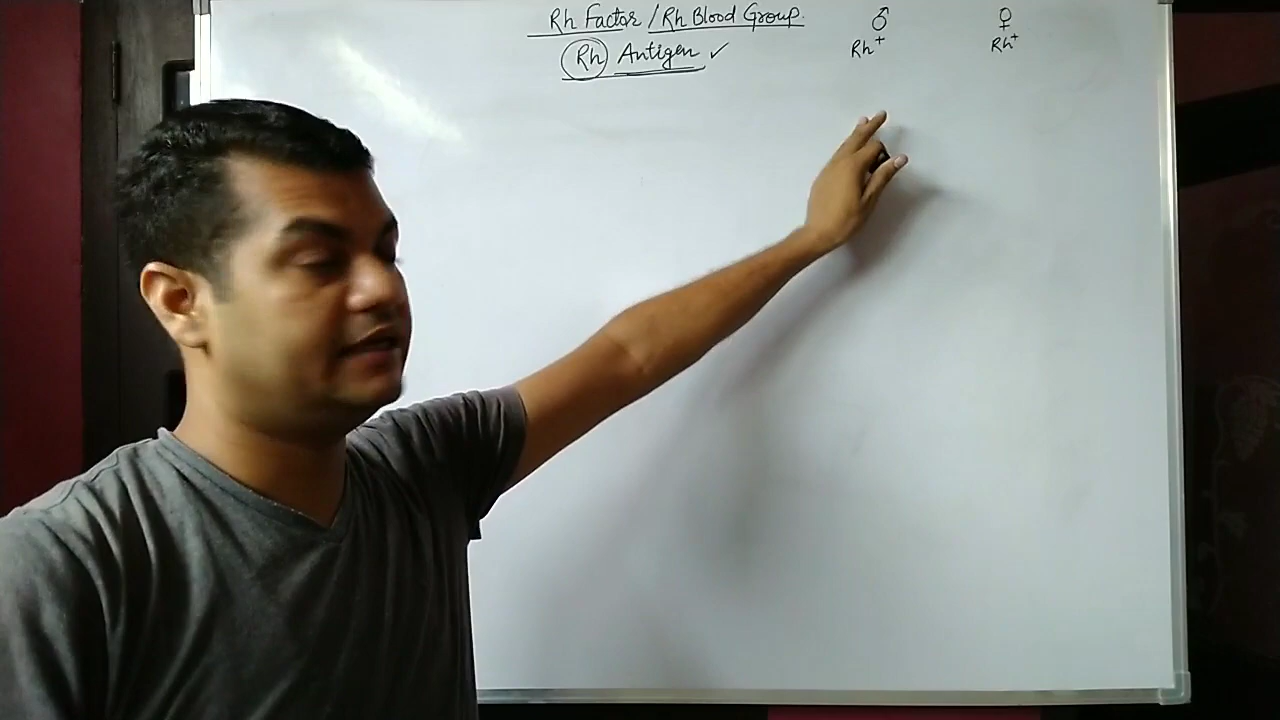 Rh Factor / Rh Blood Group.
Rh Antigen ✓
♂ ♀
Rh⁺ Rh⁺